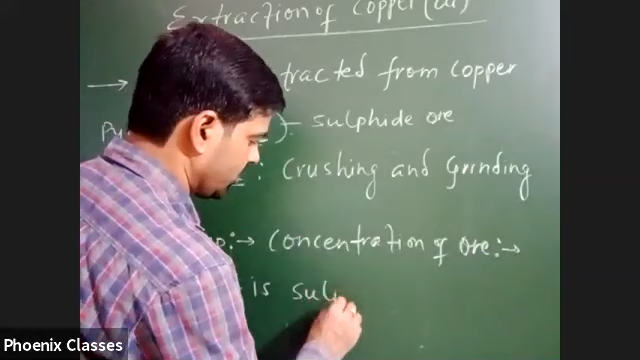 Extraction of Copper (Cu)
→ tracted from Copper
sulphide ore
: Crushing and Grinding
:→ Concentration of Ore:→
is sul
Phoenix Classes